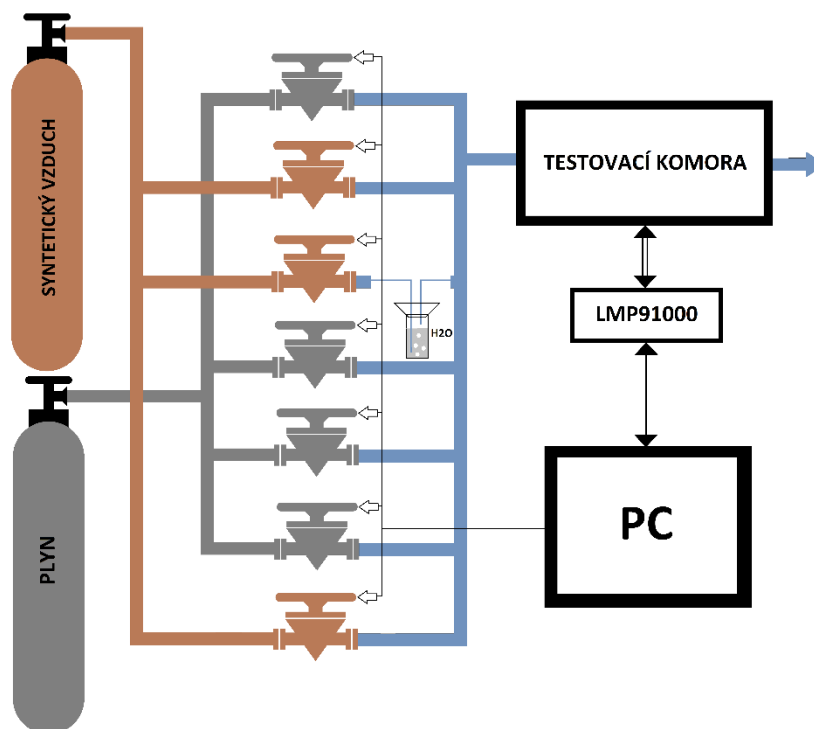 SYNTETICKÝ VZDUCH
TESTOVACÍ KOMORA
H2O
LMP91000
PLYN
PC